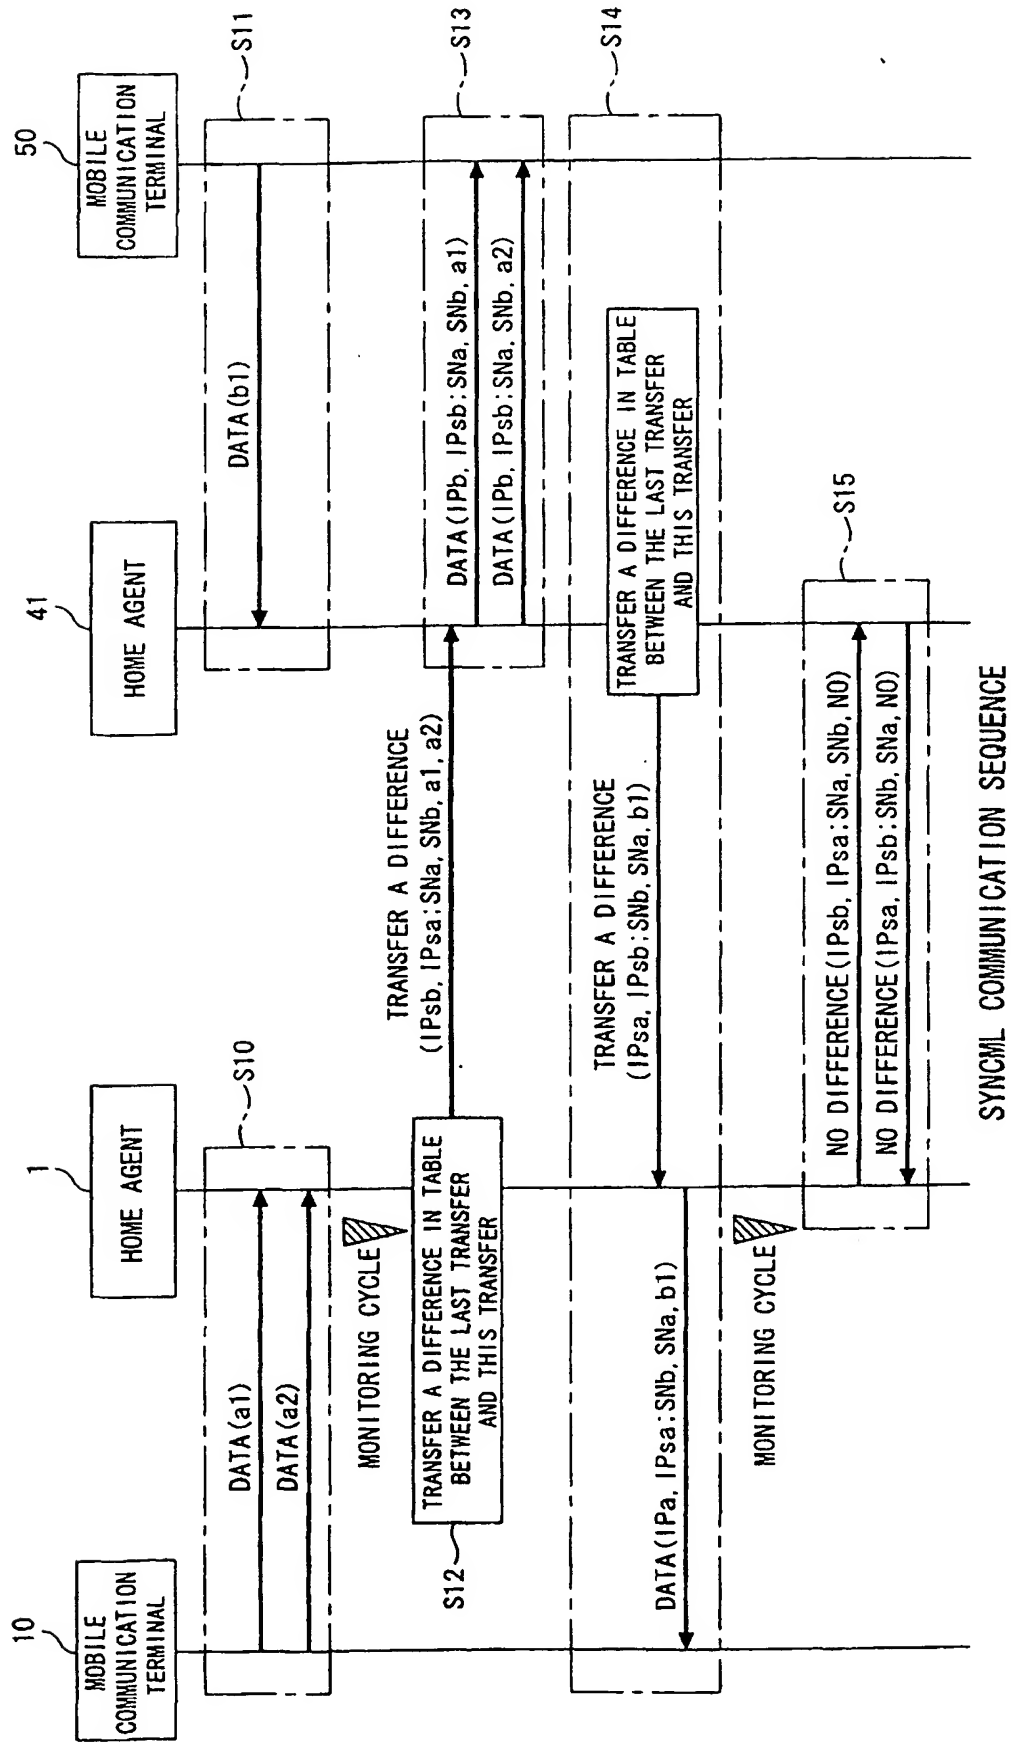 10
MOBILE
COMMUNICATION
TERMINAL
1
HOME AGENT
41
HOME AGENT
50
MOBILE
COMMUNICATION
TERMINAL
S10
DATA(a1)
DATA(a2)
S11
DATA(b1)
MONITORING CYCLE
S12
TRANSFER A DIFFERENCE IN TABLE
BETWEEN THE LAST TRANSFER
AND THIS TRANSFER
TRANSFER A DIFFERENCE
(IPsb, IPsa:SNa, SNb, a1, a2)
S13
DATA(IPb, IPsb:SNa, SNb, a1)
DATA(IPb, IPsb:SNa, SNb, a2)
S14
TRANSFER A DIFFERENCE IN TABLE
BETWEEN THE LAST TRANSFER
AND THIS TRANSFER
TRANSFER A DIFFERENCE
(IPsa, IPsb:SNb, SNa, b1)
DATA(IPa, IPsa:SNb, SNa, b1)
MONITORING CYCLE
S15
NO DIFFERENCE(IPsb, IPsa:SNa, SNb, NO)
NO DIFFERENCE(IPsa, IPsb:SNb, SNa, NO)
SYNCML COMMUNICATION SEQUENCE